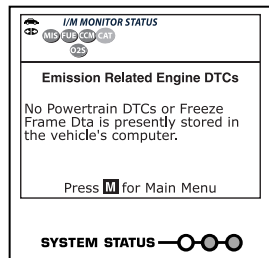 I/M MONITOR STATUS
MIS FUE CCM CAT
O2S
Emission Related Engine DTCs
No Powertrain DTCs or Freeze
Frame Dta is presently stored in
the vehicle's computer.
Press M for Main Menu
SYSTEM STATUS